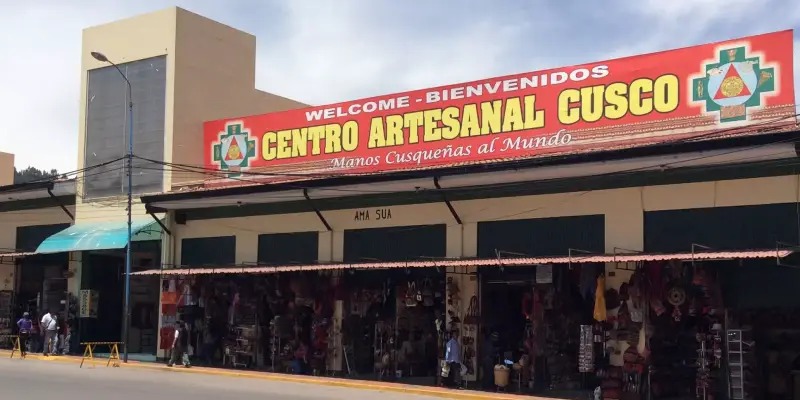 WELCOME - BIENVENIDOS
CENTRO ARTESANAL CUSCO
Manos Cusqueñas al Mundo
AMA SUA